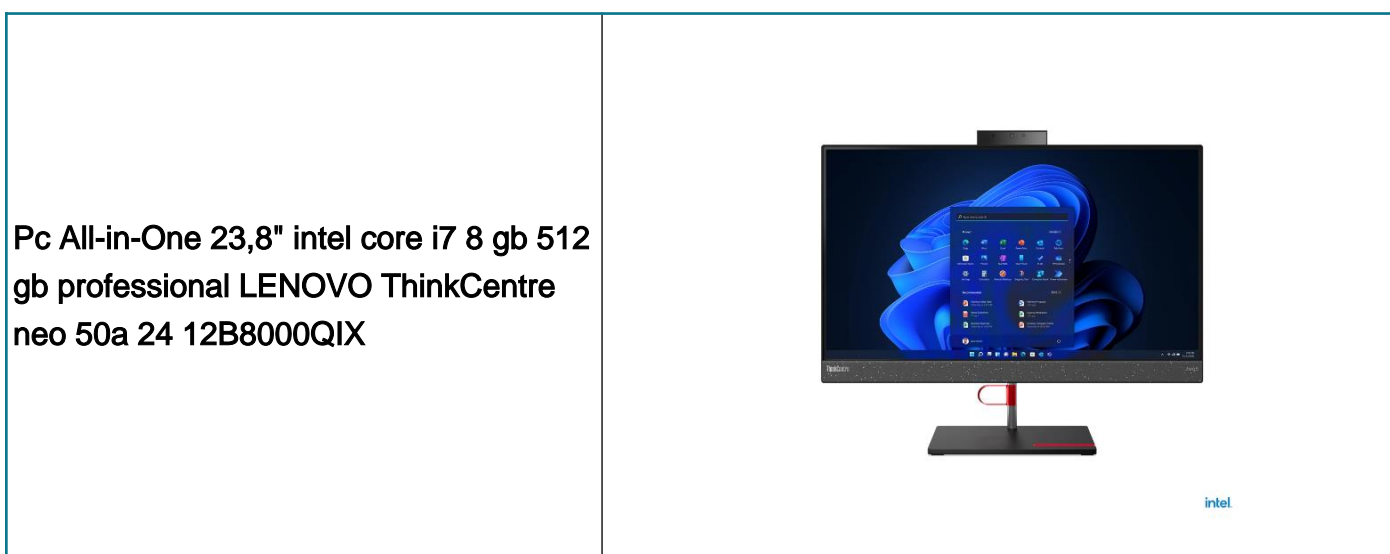 Pc All-in-One 23,8" intel core i7 8 gb 512
gb professional LENOVO ThinkCentre
neo 50a 24 12B8000QIX
ThinkCentre
intel.